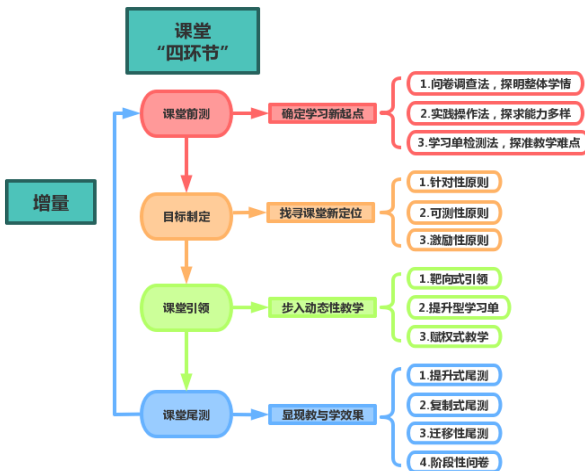 课堂
“四环节”
课堂前测
确定学习新起点
1.问卷调查法，探明整体学情
2.实践操作法，探求能力多样
3.学习单检测法，探准教学难点
增量
目标制定
找寻课堂新定位
1.针对性原则
2.可测性原则
3.激励性原则
课堂引领
步入动态性教学
1.靶向式引领
2.提升型学习单
3.赋权式教学
课堂尾测
显现教与学效果
1.提升式尾测
2.复制式尾测
3.迁移性尾测
4.阶段性问卷